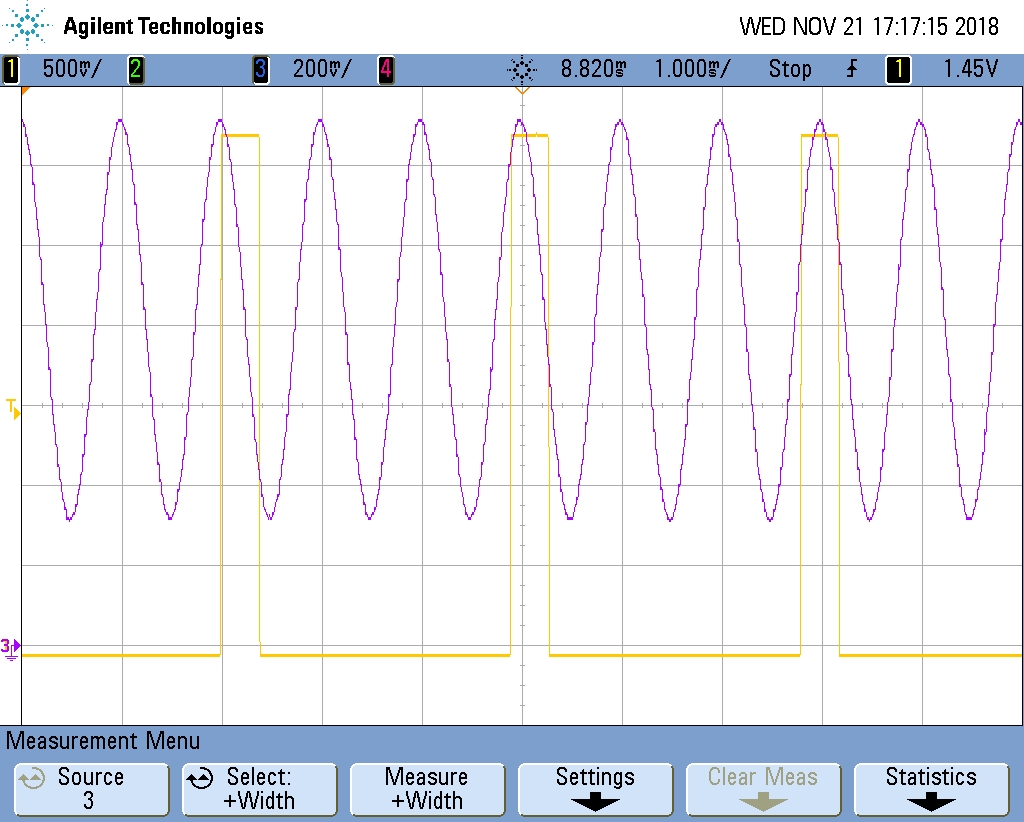 Agilent Technologies WED NOV 21 17:17:15 2018
1 500mV/ 2 3 200mV/ 4 8.820ms 1.000ms/ Stop 1 1.45V
T
3
Measurement Menu
Source Select: Measure Settings Clear Meas Statistics
3 +Width +Width